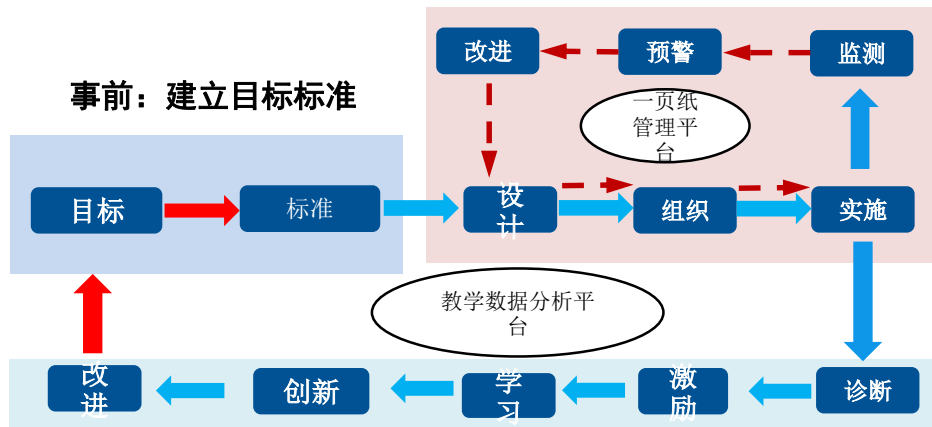 改进
预警
监测
事前：建立目标标准
一页纸
管理平
台
目标
标准
设
计
组织
实施
教学数据分析平
台
改
进
创新
学
习
激
励
诊断